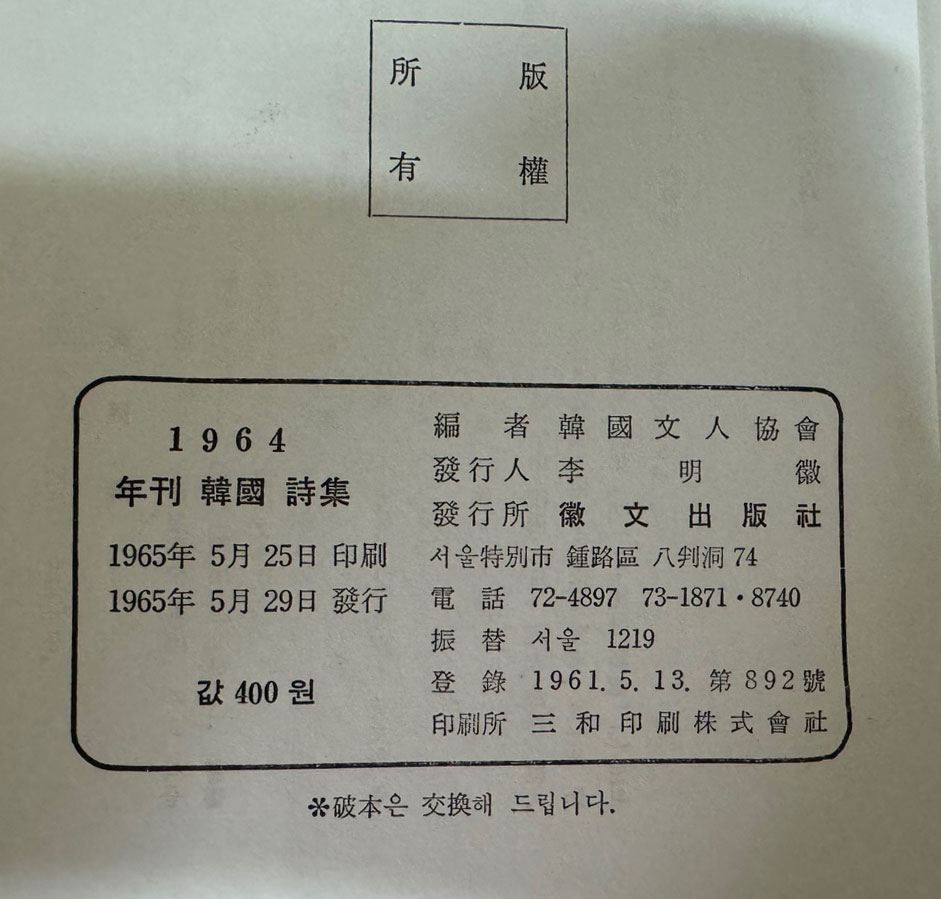 版權
所有
1964
年刊 韓國 詩集
1965年 5月 25日 印刷
1965年 5月 29日 發行
값 400 원
編者 韓國文人協會
發行人 李明徽
發行所 徽文出版社
서울特別市 鍾路區 八判洞 74
電話 72-4897 73-1871·8740
振替 서울 1219
登錄 1961. 5. 13. 第892號
印刷所 三和印刷株式會社
✻破本은 交換해 드립니다.